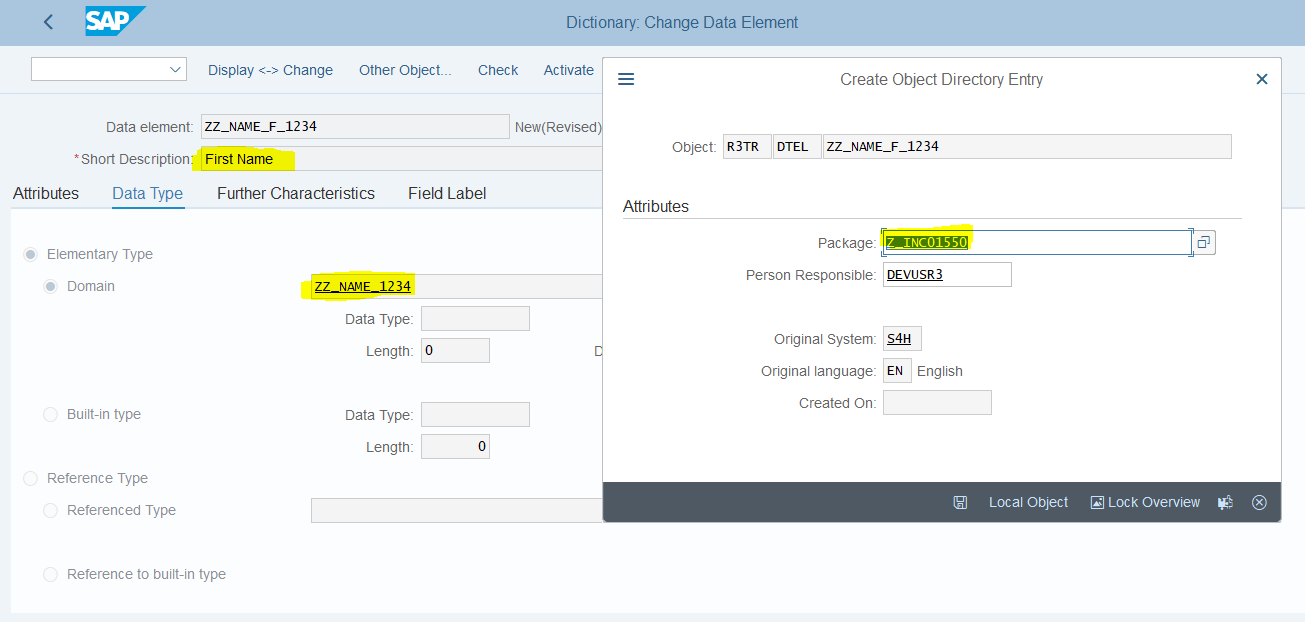 SAP
Dictionary: Change Data Element
Display <-> Change Other Object... Check Activate
Data element: ZZ_NAME_F_1234 New(Revised)
*Short Description: First Name
Attributes Data Type Further Characteristics Field Label
Elementary Type
Domain ZZ_NAME_1234
Data Type:
Length: 0 D
Built-in type Data Type:
Length: 0
Reference Type
Referenced Type
Reference to built-in type
Create Object Directory Entry
Object: R3TR DTEL ZZ_NAME_F_1234
Attributes
Package: Z_INCO1550
Person Responsible: DEVUSR3
Original System: S4H
Original language: EN English
Created On:
Local Object Lock Overview